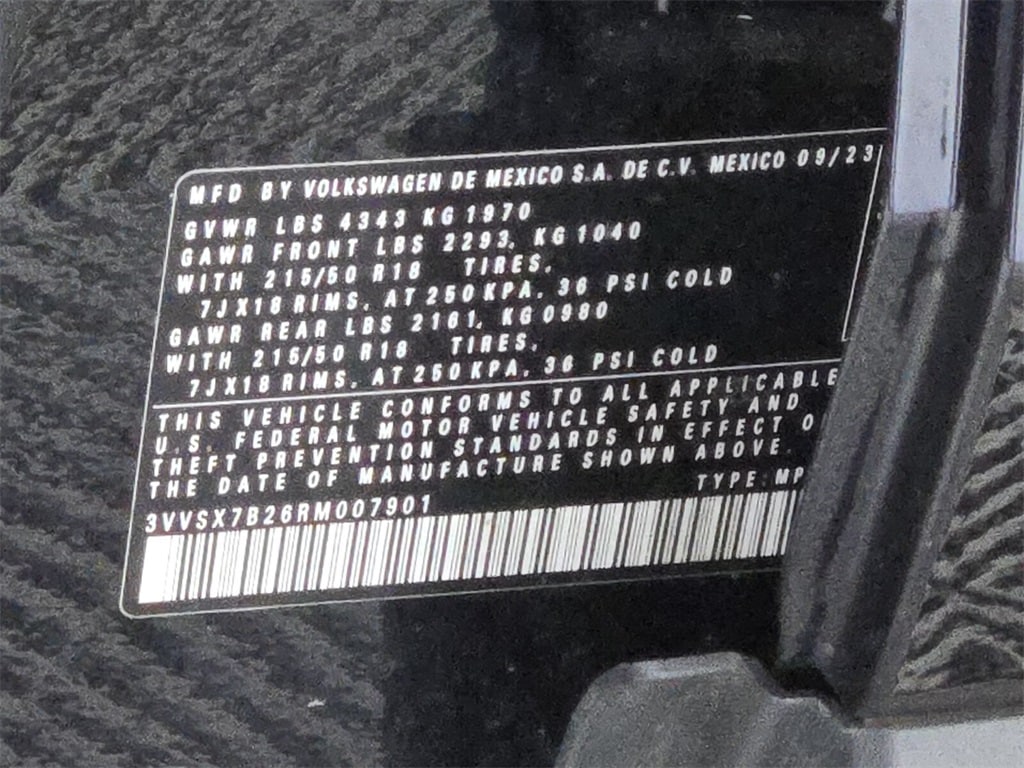 MFD BY VOLKSWAGEN DE MEXICO S.A. DE C.V. MEXICO 09/23
GVWR LBS 4343 KG 1970
GAWR FRONT LBS 2293, KG 1040
WITH 215/50 R18 TIRES,
7JX18 RIMS, AT 250 KPA, 36 PSI COLD
GAWR REAR LBS 2161, KG 0980
WITH 215/50 R18 TIRES,
7JX18 RIMS, AT 250 KPA, 36 PSI COLD
THIS VEHICLE CONFORMS TO ALL APPLICABLE
U.S. FEDERAL MOTOR VEHICLE SAFETY AND
THEFT PREVENTION STANDARDS IN EFFECT O
THE DATE OF MANUFACTURE SHOWN ABOVE.
TYPE: MP
3VVSX7B26RM007901